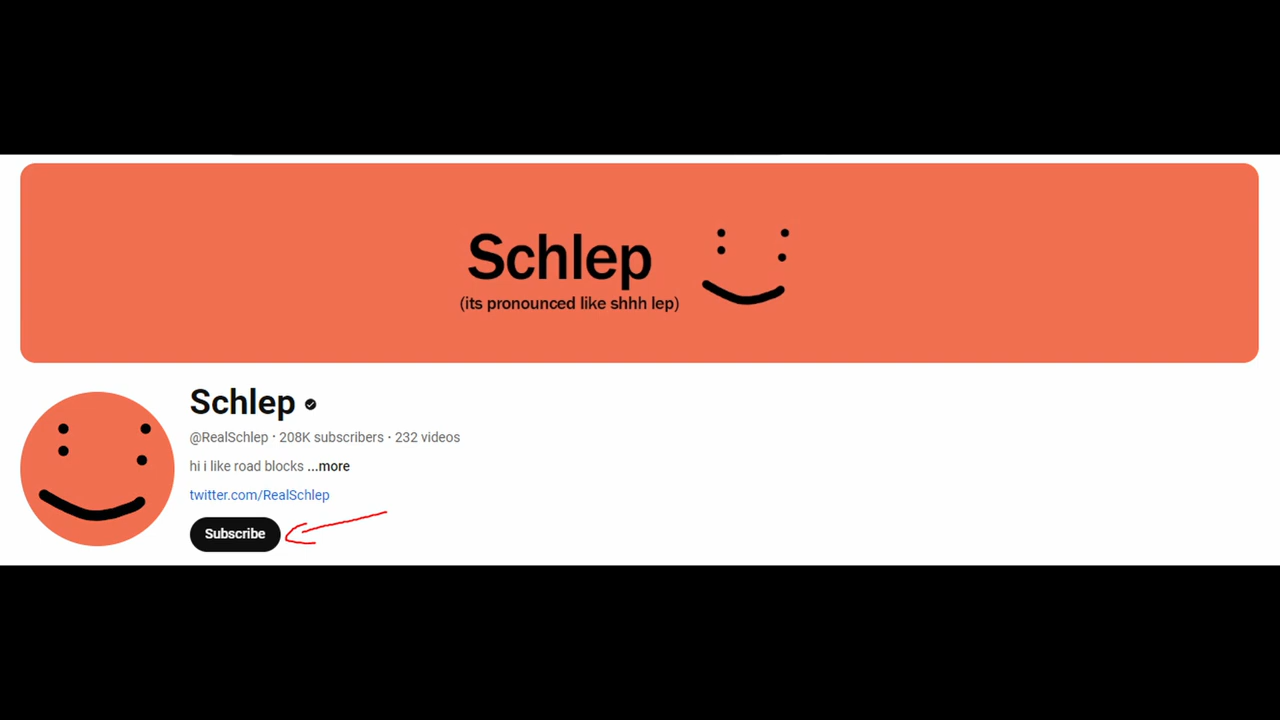 Schlep
(its pronounced like shhh lep)
Schlep
@RealSchlep · 208K subscribers · 232 videos
hi i like road blocks ...more
twitter.com/RealSchlep
Subscribe